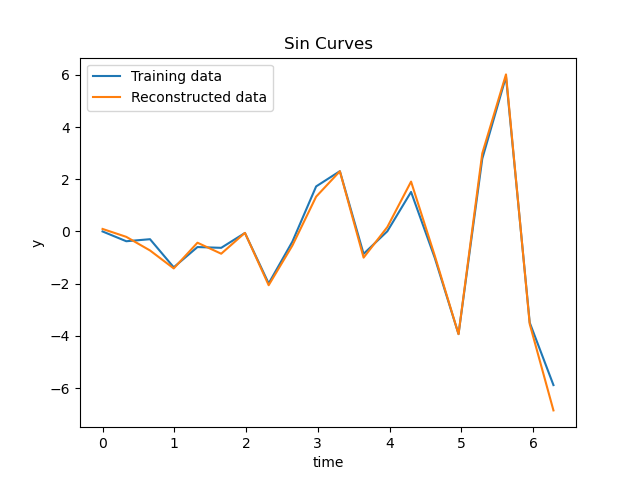 Sin Curves
Training data
Reconstructed data
6
4
2
0
−2
−4
−6
y
0 1 2 3 4 5 6
time